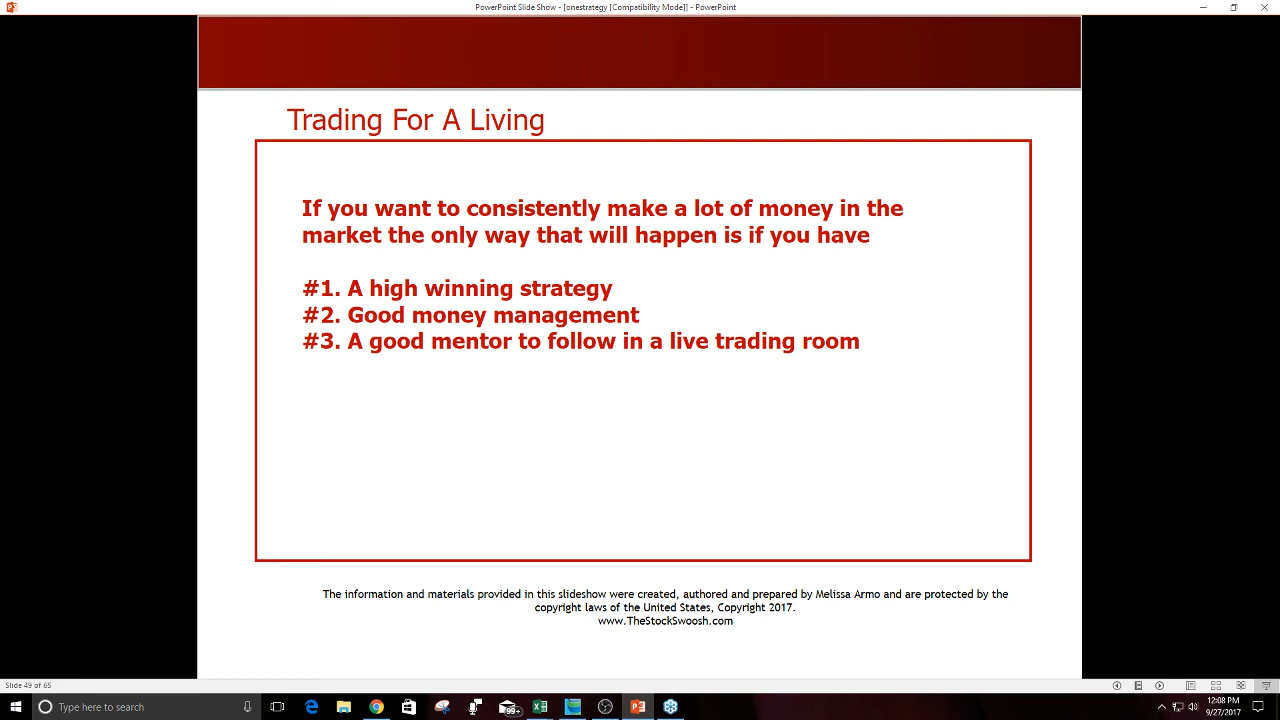 PowerPoint Slide Show - [onestrategy [Compatibility Mode]] - PowerPoint
Trading For A Living
If you want to consistently make a lot of money in the
market the only way that will happen is if you have
#1. A high winning strategy
#2. Good money management
#3. A good mentor to follow in a live trading room
The information and materials provided in this slideshow were created, authored and prepared by Melissa Armo and are protected by the
copyright laws of the United States, Copyright 2017.
www.TheStockSwoosh.com
Slide 49 of 65
Type here to search
99+
12:08 PM
9/27/2017